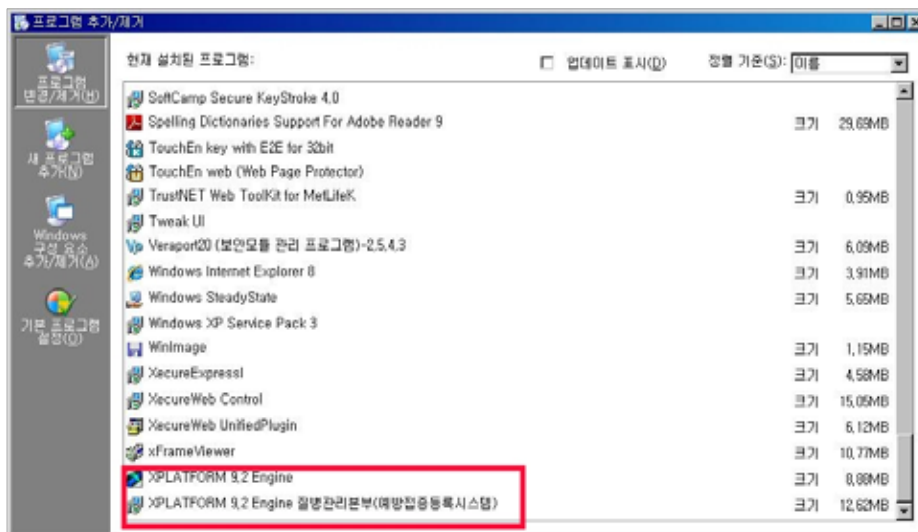 프로그램 추가/제거
프로그램
변경/제거(H)
새 프로그램
추가(N)
Windows
구성 요소
추가/제거(A)
기본 프로그램
설정(O)
현재 설치된 프로그램:
업데이트 표시(D)
정렬 기준(S): 이름
SoftCamp Secure KeyStroke 4.0
Spelling Dictionaries Support For Adobe Reader 9 크기 29,69MB
TouchEn key with E2E for 32bit
TouchEn web (Web Page Protector)
TrustNET Web ToolKit for MetLifeK 크기 0,95MB
Tweak UI
Veraport20 (보안모듈 관리 프로그램)-2,5,4,3 크기 6,09MB
Windows Internet Explorer 8 크기 3,91MB
Windows SteadyState 크기 5,65MB
Windows XP Service Pack 3
WinImage 크기 1,15MB
XecureExpressI 크기 4,58MB
XecureWeb Control 크기 15,05MB
XecureWeb UnifiedPlugin 크기 6,12MB
xFrameViewer 크기 10,77MB
XPLATFORM 9,2 Engine 크기 8,88MB
XPLATFORM 9,2 Engine 질병관리본부(예방접종등록시스템) 크기 12,62MB